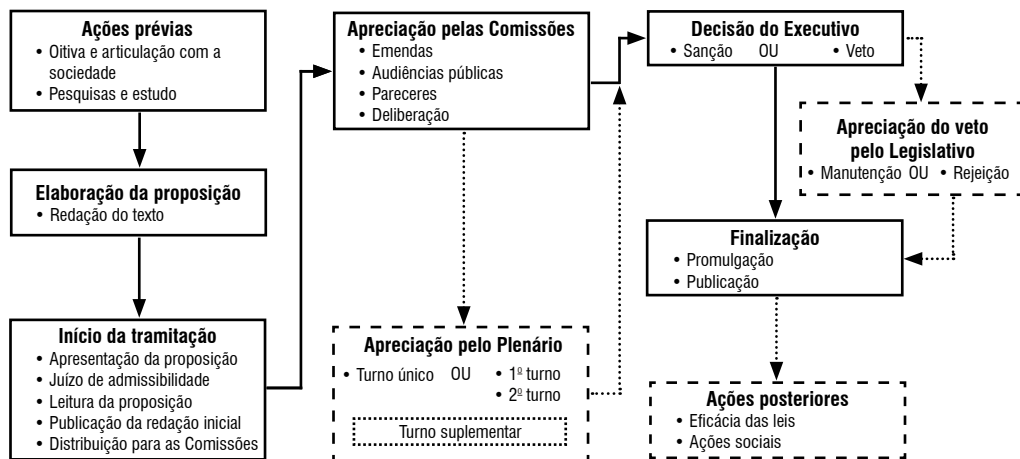 Ações prévias
• Oitiva e articulação com a
sociedade
• Pesquisas e estudo
Elaboração da proposição
• Redação do texto
Início da tramitação
• Apresentação da proposição
• Juízo de admissibilidade
• Leitura da proposição
• Publicação da redação inicial
• Distribuição para as Comissões
Apreciação pelas Comissões
• Emendas
• Audiências públicas
• Pareceres
• Deliberação
Apreciação pelo Plenário
• Turno único OU • 1º turno
• 2º turno
Turno suplementar
Decisão do Executivo
• Sanção OU • Veto
Apreciação do veto
pelo Legislativo
• Manutenção OU • Rejeição
Finalização
• Promulgação
• Publicação
Ações posteriores
• Eficácia das leis
• Ações sociais